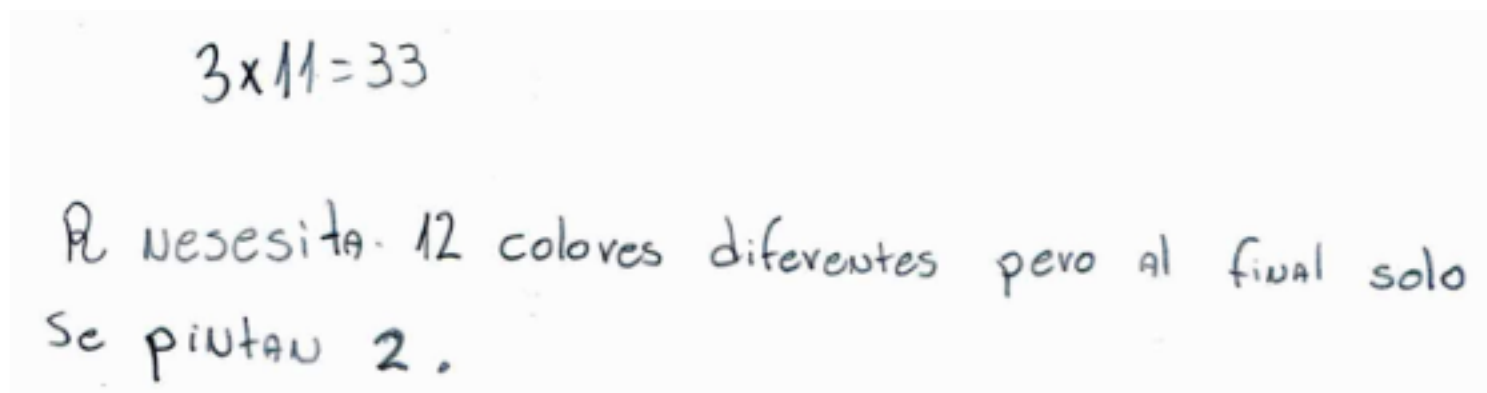 3x11=33
R Nesesita. 12 colores diferentes pero al final solo
Se pintan 2.